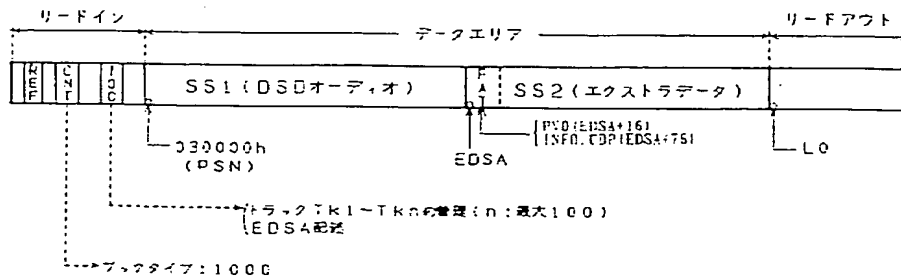 リードイン
データエリア
リードアウト
REF
CNT
IDC
SS1(DSDオーディオ)
FAT
SS2(エクストラデータ)
030000h
(PSN)
EDSA
PVD(EDSA+16)
INFO.CDP(EDSA+75)
LO
トラックTk1~Tknの管理(n:最大100)
EDSA配送
ブックタイプ:1000